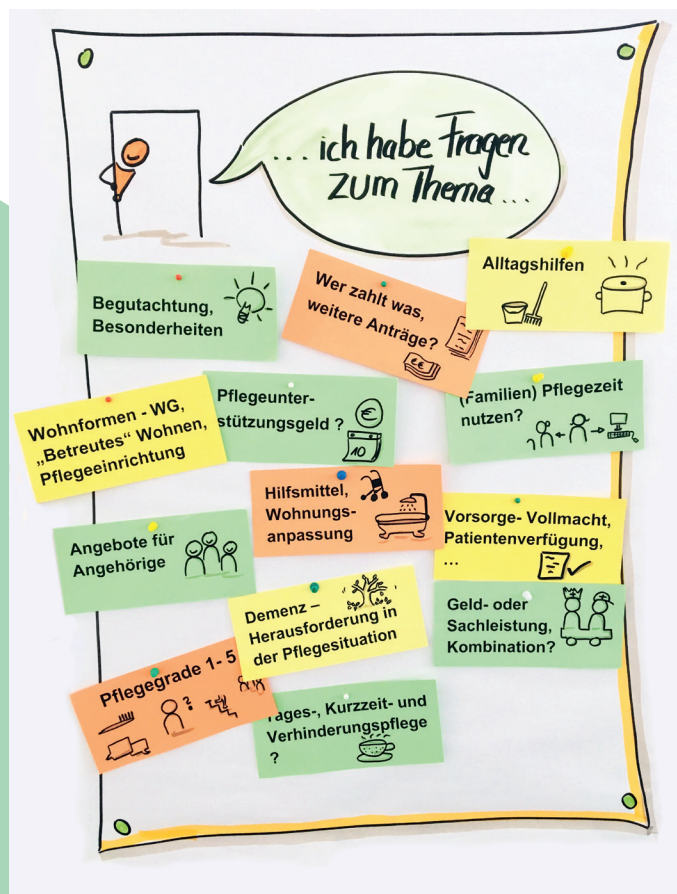 ... ich habe Fragen
zum Thema ...
Alltagshilfen
Begutachtung,
Besonderheiten
Wer zahlt was,
weitere Anträge?
€€
Pflegeunter-
stützungsgeld ?
€
10
(Familien) Pflegezeit
nutzen?
Wohnformen - WG,
„Betreutes“ Wohnen,
Pflegeeinrichtung
Hilfsmittel,
Wohnungs-
anpassung
Vorsorge- Vollmacht,
Patientenverfügung,
...
Angebote für
Angehörige
Demenz –
Herausforderung in
der Pflegesituation
Geld- oder
Sachleistung,
Kombination?
Pflegegrade 1- 5
?
Tages-, Kurzzeit- und
Verhinderungspflege
?